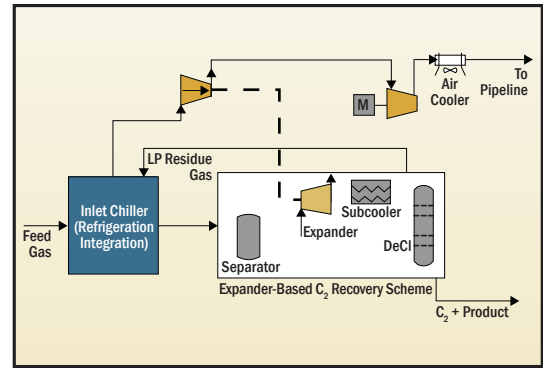 To
Pipeline
Air
Cooler
M
LP Residue
Gas
Inlet Chiller
(Refrigeration
Integration)
Feed
Gas
Subcooler
Expander
DeCl
Separator
Expander-Based C₂ Recovery Scheme
C₂ + Product